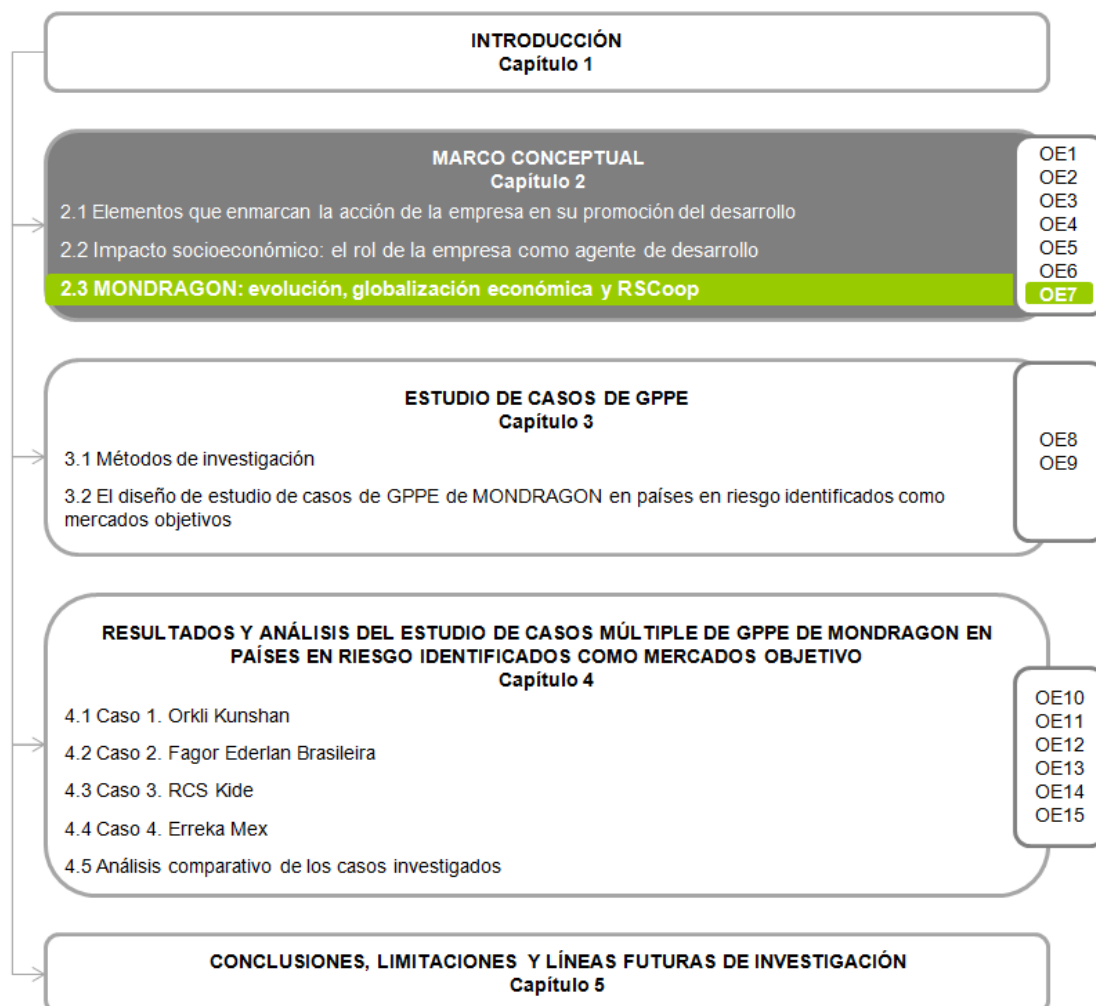 INTRODUCCIÓN
Capítulo 1
MARCO CONCEPTUAL
Capítulo 2
2.1 Elementos que enmarcan la acción de la empresa en su promoción del desarrollo
2.2 Impacto socioeconómico: el rol de la empresa como agente de desarrollo
2.3 MONDRAGON: evolución, globalización económica y RSCoop
OE1
OE2
OE3
OE4
OE5
OE6
OE7
ESTUDIO DE CASOS DE GPPE
Capítulo 3
3.1 Métodos de investigación
3.2 El diseño de estudio de casos de GPPE de MONDRAGON en países en riesgo identificados como
mercados objetivos
OE8
OE9
RESULTADOS Y ANÁLISIS DEL ESTUDIO DE CASOS MÚLTIPLE DE GPPE DE MONDRAGON EN
PAÍSES EN RIESGO IDENTIFICADOS COMO MERCADOS OBJETIVO
Capítulo 4
4.1 Caso 1. Orkli Kunshan
4.2 Caso 2. Fagor Ederlan Brasileira
4.3 Caso 3. RCS Kide
4.4 Caso 4. Erreka Mex
4.5 Análisis comparativo de los casos investigados
OE10
OE11
OE12
OE13
OE14
OE15
CONCLUSIONES, LIMITACIONES Y LÍNEAS FUTURAS DE INVESTIGACIÓN
Capítulo 5